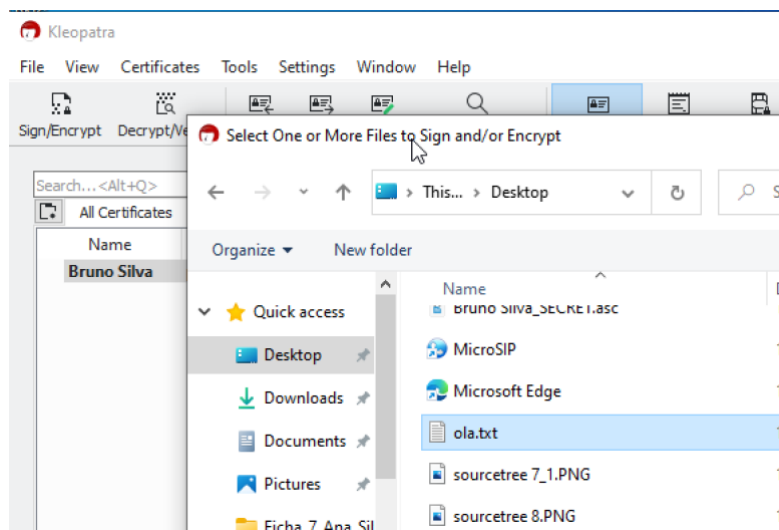 Kleopatra
File View Certificates Tools Settings Window Help
Sign/Encrypt Decrypt/Ve
Select One or More Files to Sign and/or Encrypt
Search...<Alt+Q>
This... > Desktop
All Certificates
Organize New folder
Name
Name
Bruno Silva
Bruno Silva_SECRET.asc
Quick access
MicroSIP
Desktop
Microsoft Edge
Downloads
ola.txt
Documents
sourcetree 7_1.PNG
Pictures
sourcetree 8.PNG
Ficha_7_Ana_Sil